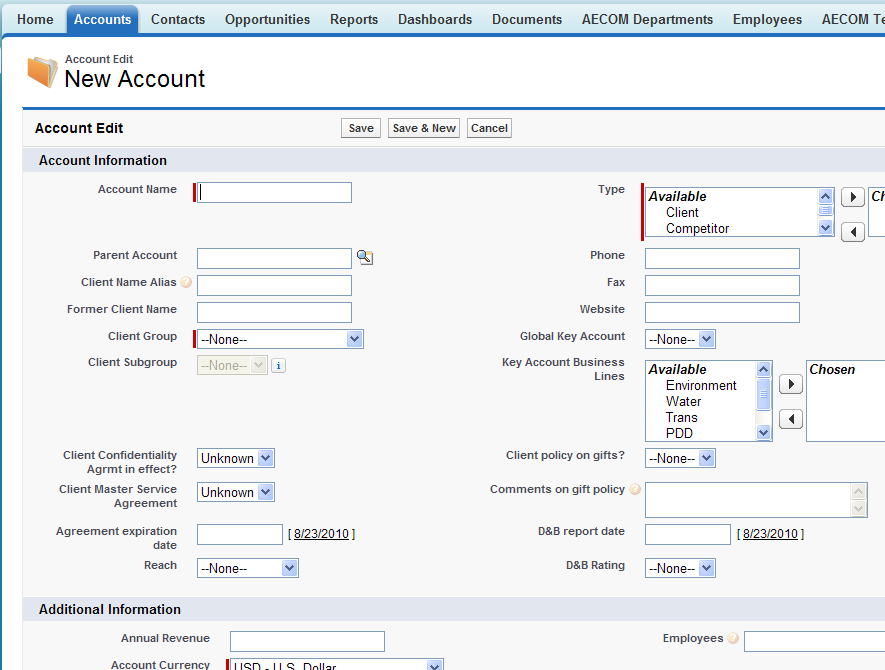 Home Accounts Contacts Opportunities Reports Dashboards Documents AECOM Departments Employees AECOM
Account Edit
New Account
Account Edit Save Save & New Cancel
Account Information
Account Name Type Available
Client
Competitor
Parent Account Phone
Client Name Alias ? Fax
Former Client Name Website
Client Group --None-- Global Key Account --None--
Client Subgroup --None-- i Key Account Business Lines Available Chosen
Environment
Water
Trans
PDD
Client Confidentiality Unknown Client policy on gifts? --None--
Agrmt in effect?
Client Master Service Unknown Comments on gift policy ?
Agreement
Agreement expiration [ 8/23/2010 ] D&B report date [ 8/23/2010 ]
date
Reach --None-- D&B Rating --None--
Additional Information
Annual Revenue Employees ?
Account Currency USD - U.S. Dollar